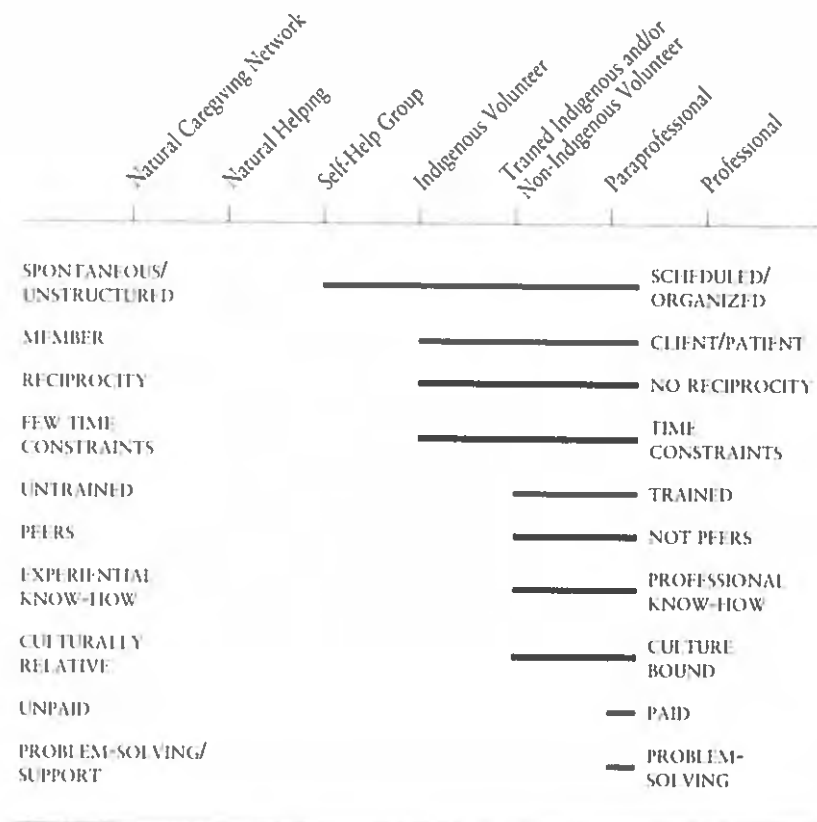 Natural Caregiving Network
Natural Helping
Self-Help Group
Indigenous Volunteer
Trained Indigenous and/or
Non-Indigenous Volunteer
Paraprofessional
Professional
SPONTANEOUS/
UNSTRUCTURED
SCHEDULED/
ORGANIZED
MEMBER
CLIENT/PATIENT
RECIPROCITY
NO RECIPROCITY
FEW TIME
CONSTRAINTS
TIME
CONSTRAINTS
UNTRAINED
TRAINED
PEERS
NOT PEERS
EXPERIENTIAL
KNOW-HOW
PROFESSIONAL
KNOW-HOW
CULTURALLY
RELATIVE
CULTURE
BOUND
UNPAID
PAID
PROBLEM-SOLVING/
SUPPORT
PROBLEM-
SOLVING